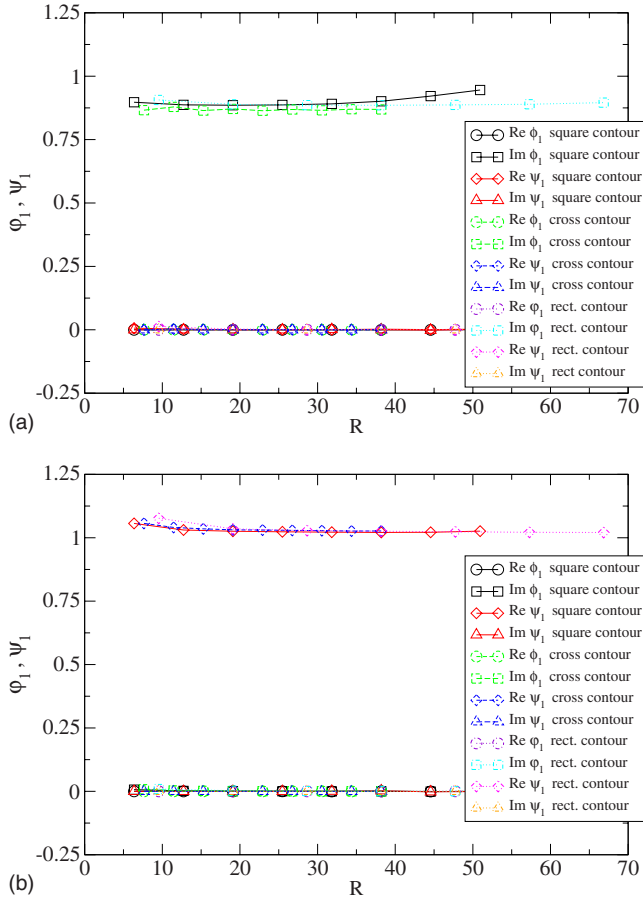 1.25
1
0.75
0.5
0.25
0
-0.25
φ₁, ψ₁
0 10 20 30 40 50 60 70
R
(a)
Re ϕ₁ square contour
Im ϕ₁ square contour
Re ψ₁ square contour
Im ψ₁ square contour
Re ϕ₁ cross contour
Im ϕ₁ cross contour
Re ψ₁ cross contour
Im ψ₁ cross contour
Re φ₁ rect. contour
Im φ₁ rect. contour
Re ψ₁ rect. contour
Im ψ₁ rect contour
1.25
1
0.75
0.5
0.25
0
-0.25
φ₁, ψ₁
0 10 20 30 40 50 60 70
R
(b)
Re ϕ₁ square contour
Im ϕ₁ square contour
Re ψ₁ square contour
Im ψ₁ square contour
Re ϕ₁ cross contour
Im ϕ₁ cross contour
Re ψ₁ cross contour
Im ψ₁ cross contour
Re φ₁ rect. contour
Im φ₁ rect. contour
Re ψ₁ rect. contour
Im ψ₁ rect. contour